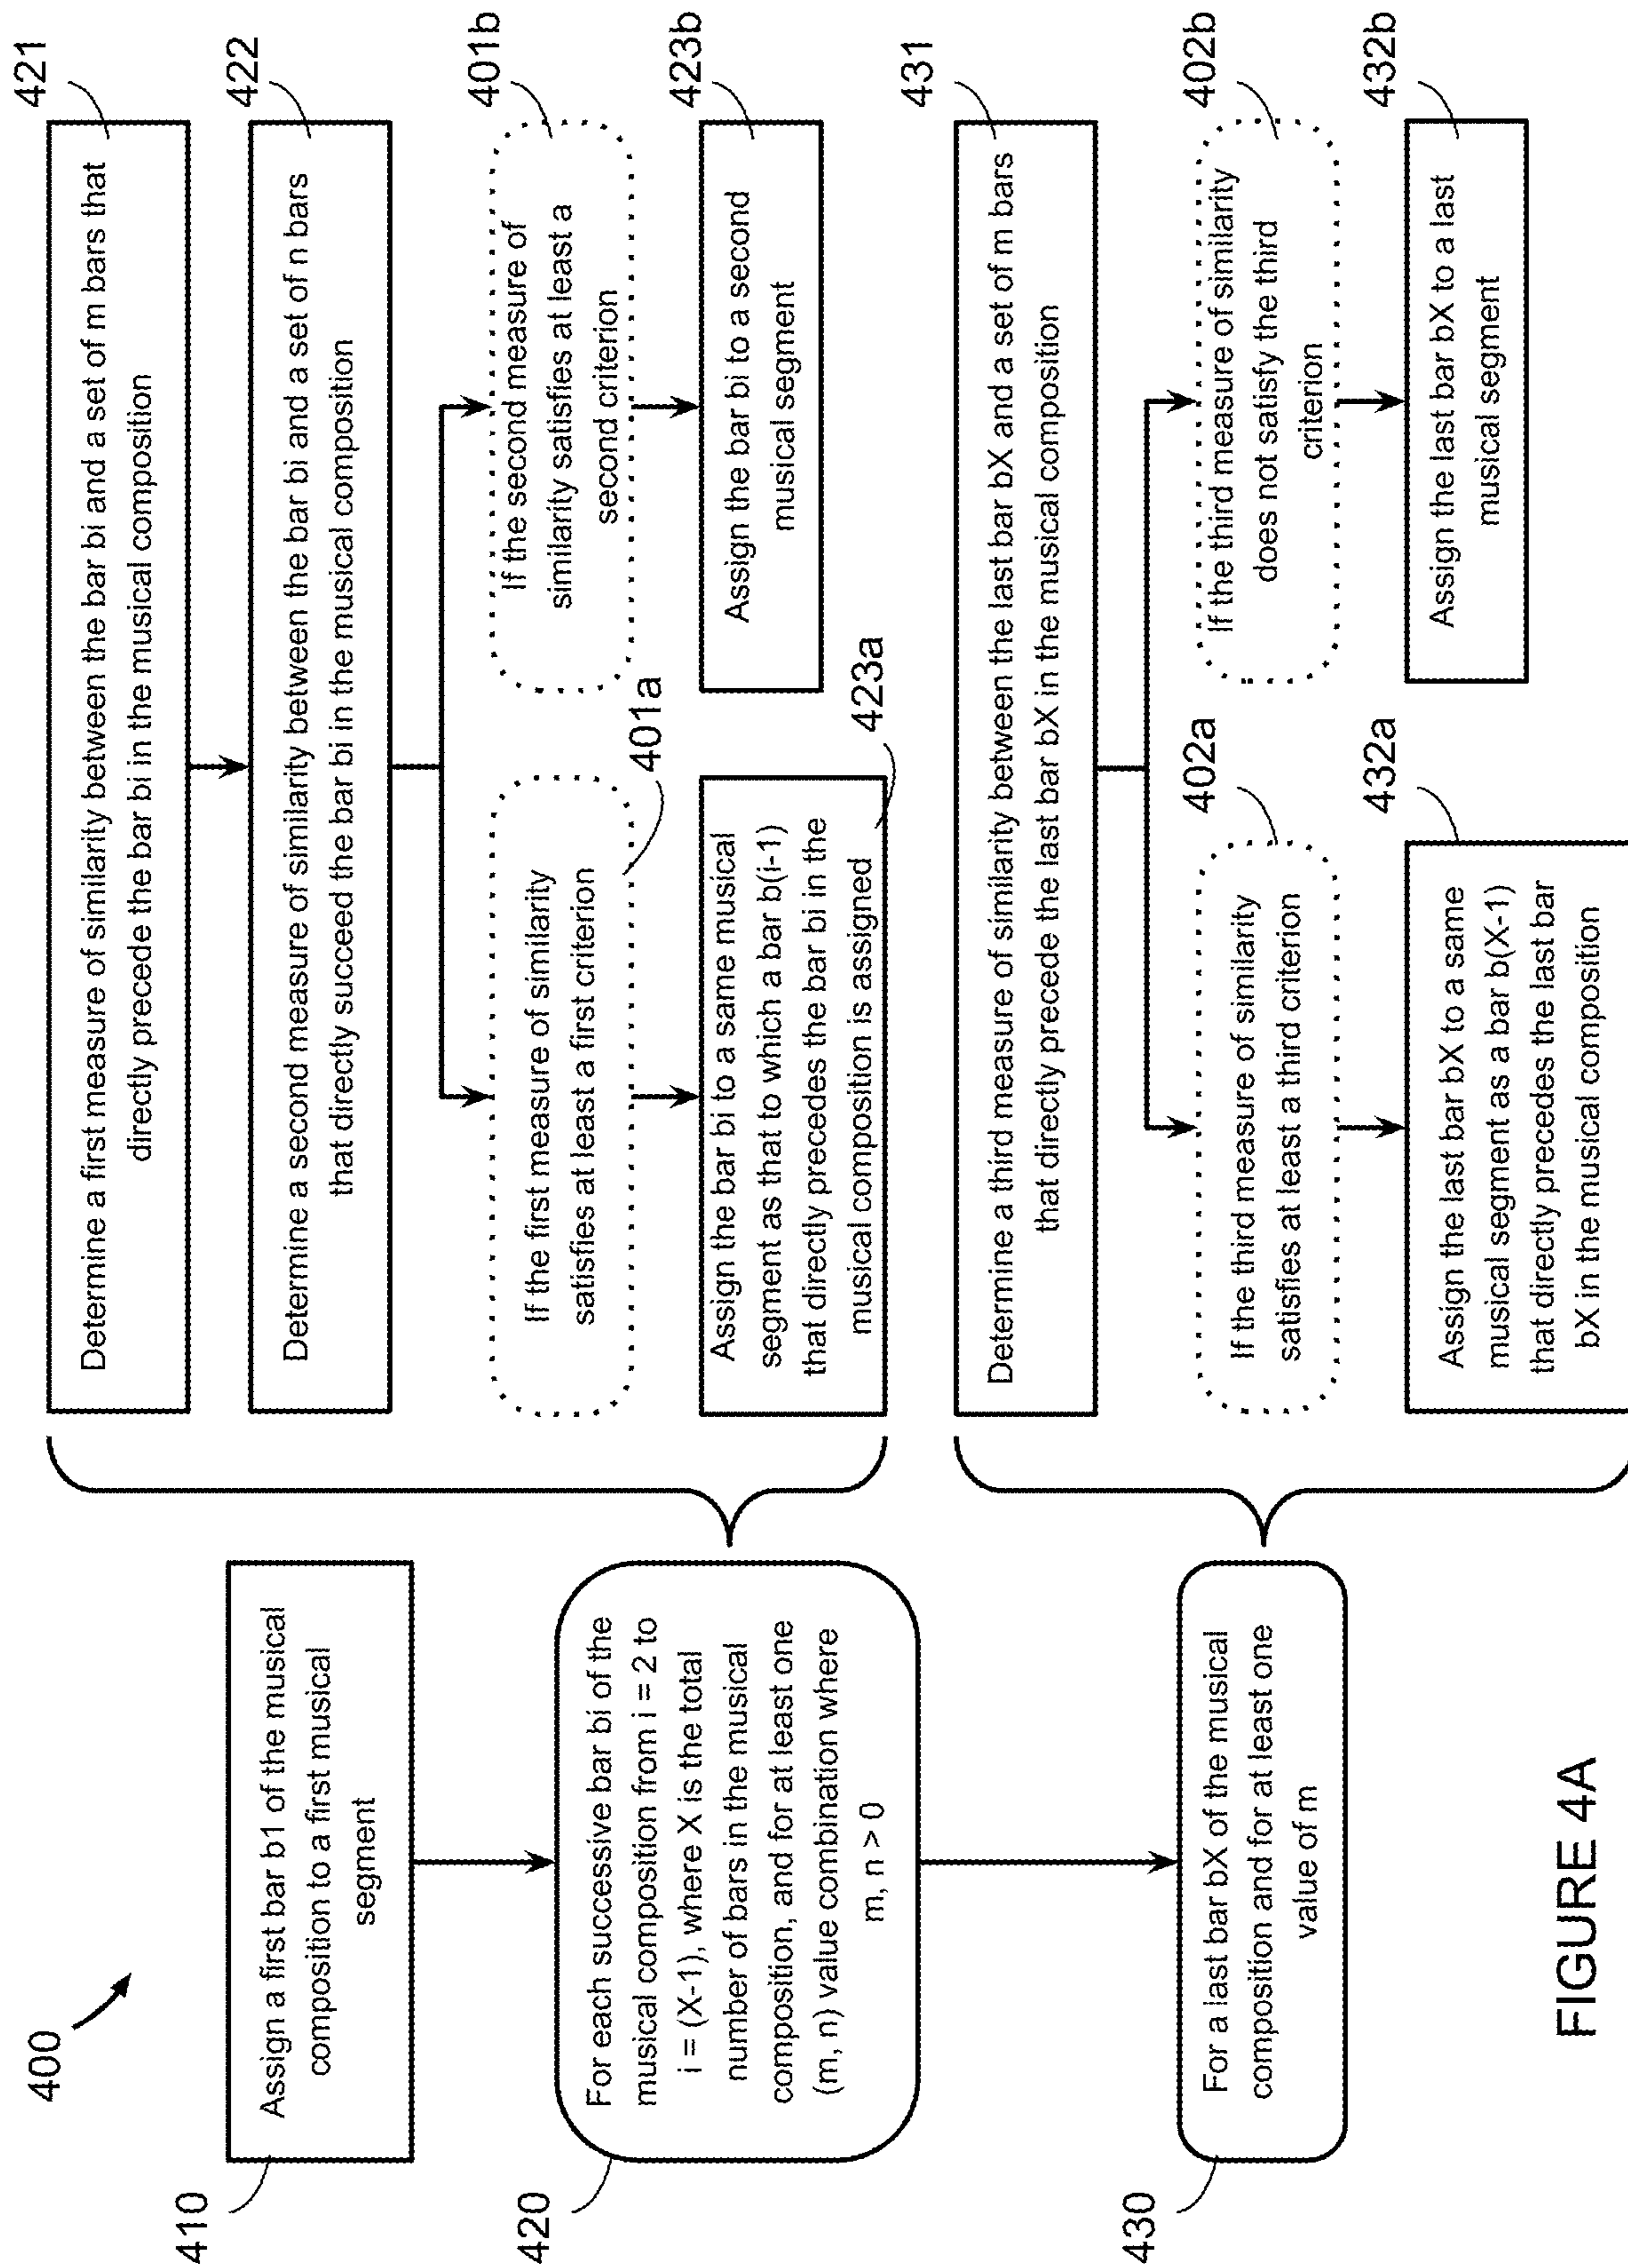 400
410
Assign a first bar b1 of the musical
composition to a first musical
segment
420
For each successive bar bi of the
musical composition from i = 2 to
i = (X-1), where X is the total
number of bars in the musical
composition, and for at least one
(m, n) value combination where
m, n > 0
430
For a last bar bX of the musical
composition and for at least one
value of m
421
Determine a first measure of similarity between the bar bi and a set of m bars that
directly precede the bar bi in the musical composition
422
Determine a second measure of similarity between the bar bi and a set of n bars
that directly succeed the bar bi in the musical composition
If the first measure of similarity
satisfies at least a first criterion
401a
401b
If the second measure of
similarity satisfies at least a
second criterion
Assign the bar bi to a same musical
segment as that to which a bar b(i-1)
that directly precedes the bar bi in the
musical composition is assigned
423a
423b
Assign the bar bi to a second
musical segment
431
Determine a third measure of similarity between the last bar bX and a set of m bars
that directly precede the last bar bX in the musical composition
402a
If the third measure of similarity
satisfies at least a third criterion
402b
If the third measure of similarity
does not satisfy the third
criterion
432a
Assign the last bar bX to a same
musical segment as a bar b(X-1)
that directly precedes the last bar
bX in the musical composition
432b
Assign the last bar bX to a last
musical segment
FIGURE 4A